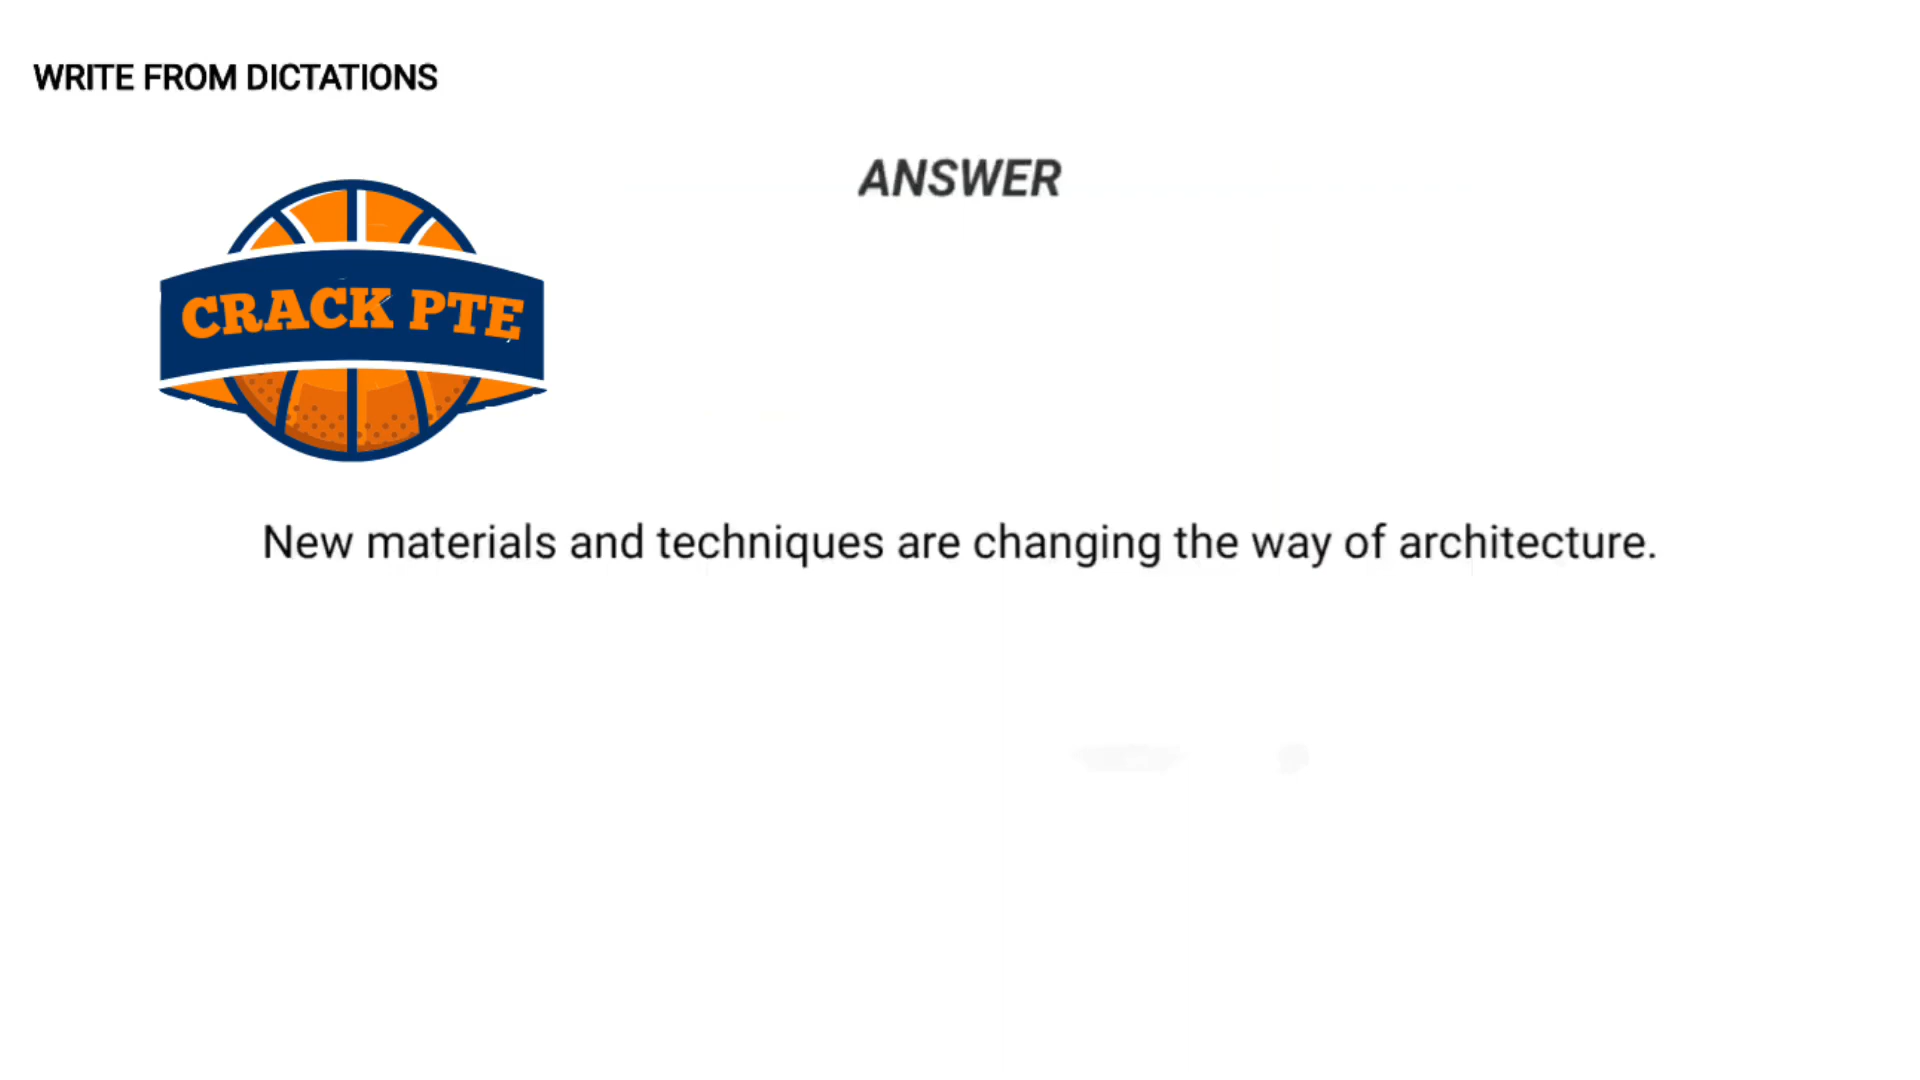 WRITE FROM DICTATIONS
ANSWER
CRACK PTE
New materials and techniques are changing the way of architecture.